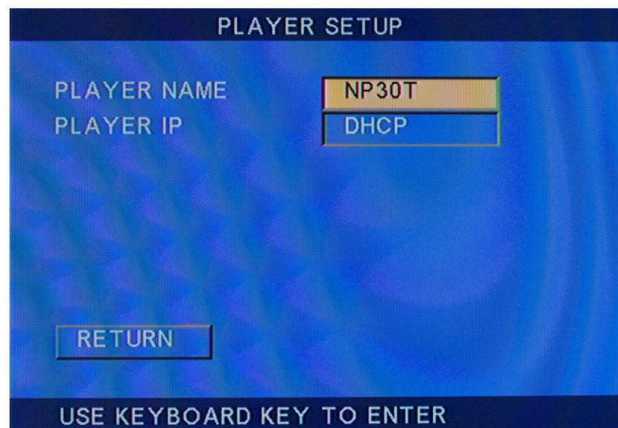 PLAYER SETUP
PLAYER NAME NP30T
PLAYER IP DHCP
RETURN
USE KEYBOARD KEY TO ENTER